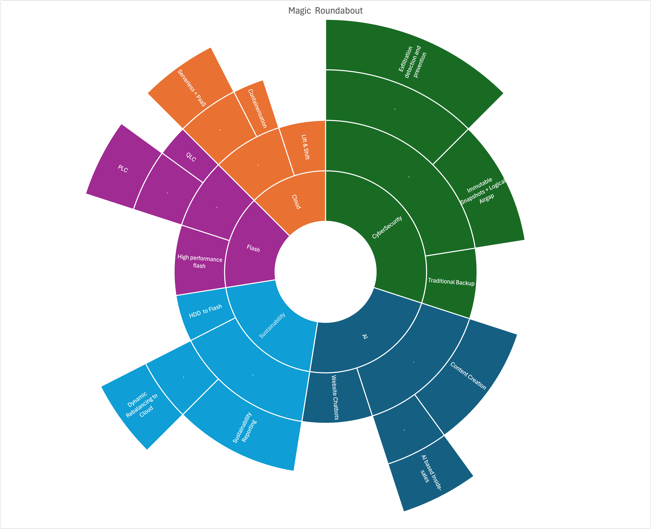 Magic Roundabout
Exfiltration
detection and
prevention
.
.
CyberSecurity
Immutable
Snapshots + Logical
Airgap
Traditional Backup
AI
.
Content Creation
.
AI based inside-
sales
Website Chatbots
Sustainability
.
Sustainability
Reporting
.
Dynamic
Rebalancing to
Cloud
HDD to Flash
Flash
High performance
flash
.
PLC
QLC
Cloud
.
.
Serverless + PaaS
Containerisation
Lift & Shift